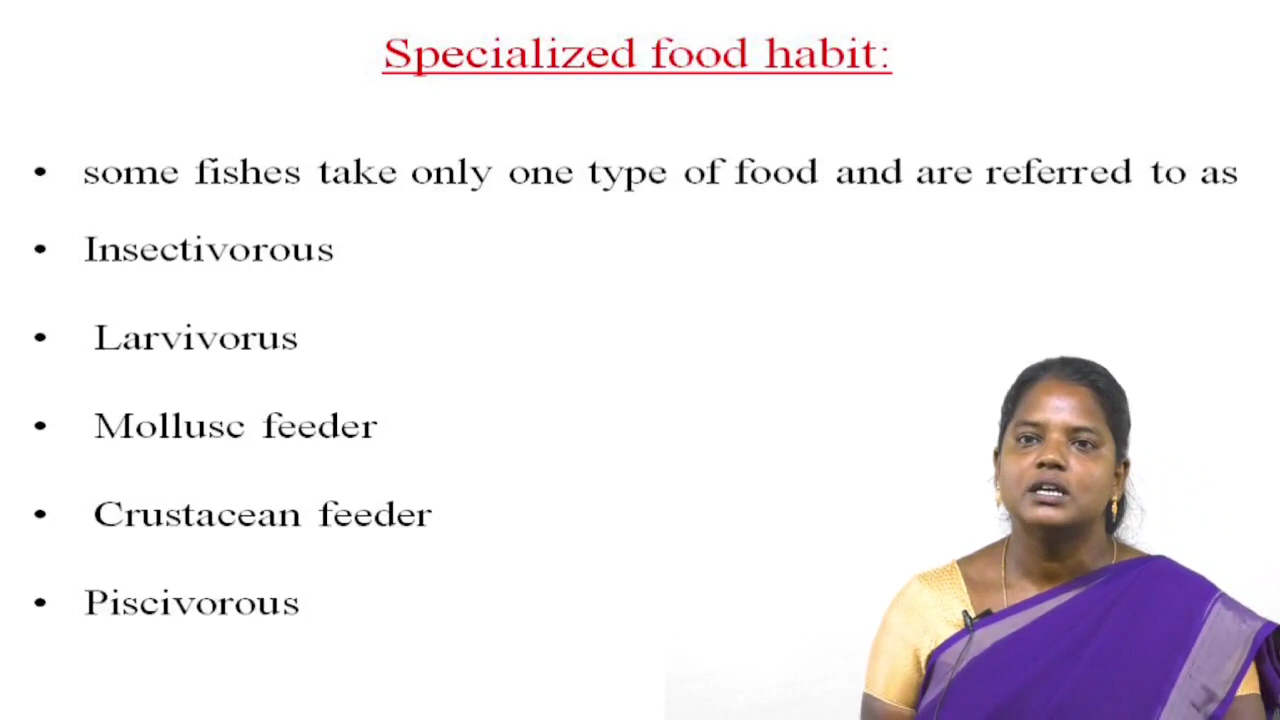 Specialized food habit:
• some fishes take only one type of food and are referred to as
• Insectivorous
• Larvivorus
• Mollusc feeder
• Crustacean feeder
• Piscivorous